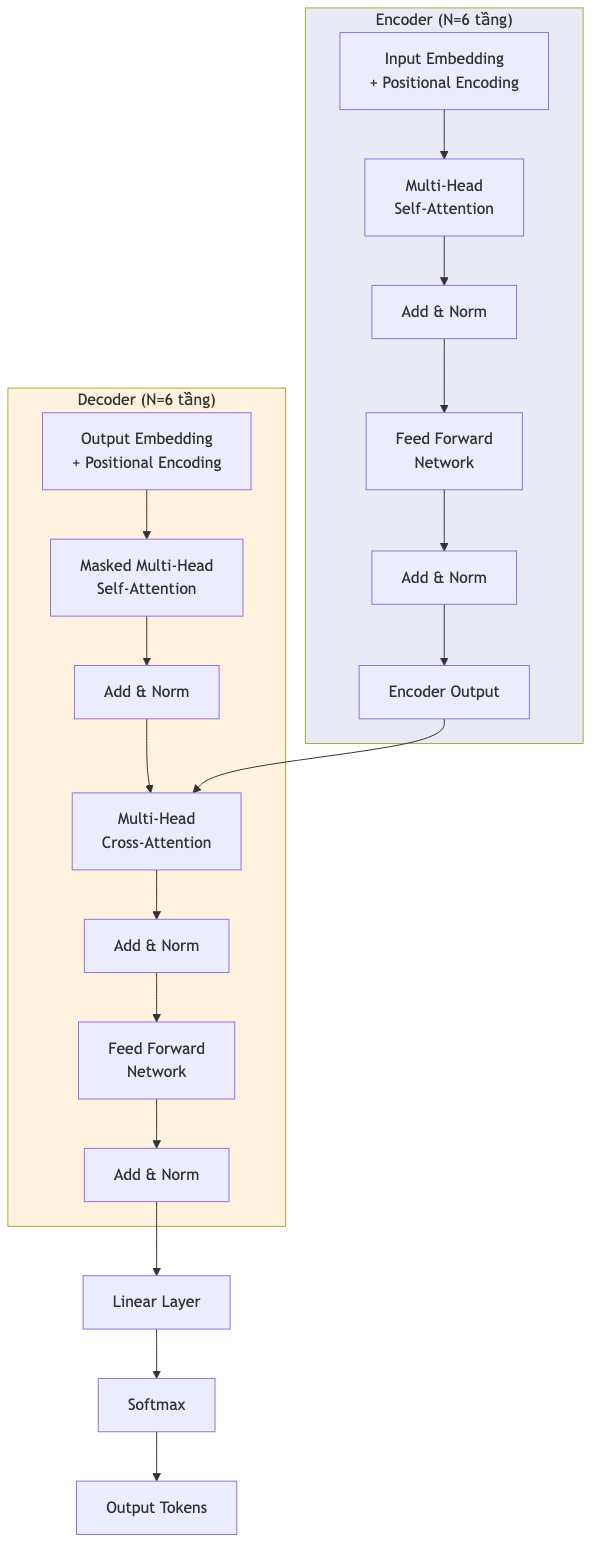 Encoder (N=6 tầng)
Input Embedding
+ Positional Encoding
Multi-Head
Self-Attention
Add & Norm
Feed Forward
Network
Add & Norm
Encoder Output
Decoder (N=6 tầng)
Output Embedding
+ Positional Encoding
Masked Multi-Head
Self-Attention
Add & Norm
Multi-Head
Cross-Attention
Add & Norm
Feed Forward
Network
Add & Norm
Linear Layer
Softmax
Output Tokens